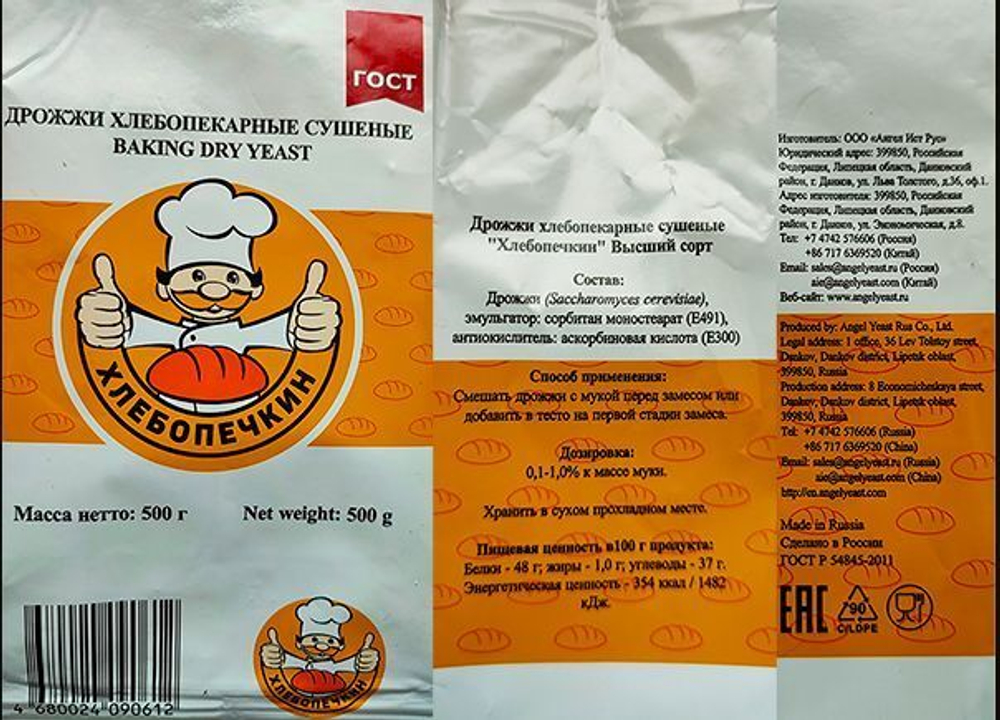 ГОСТ
ДРОЖЖИ ХЛЕБОПЕКАРНЫЕ СУШЕНЫЕ
BAKING DRY YEAST
ХЛЕБОПЕЧКИН
Масса нетто: 500 г
Net weight: 500 g
4 680024 090612
ХЛЕБОПЕЧКИН
Дрожжи хлебопекарные сушеные
"Хлебопечкин" Высший сорт
Состав:
Дрожжи (Saccharomyces cerevisiae),
эмульгатор: сорбитан моностеарат (Е491),
антиокислитель: аскорбиновая кислота (Е300)
Способ применения:
Смешать дрожжи с мукой перед замесом или
добавить в тесто на первой стадии замеса.
Дозировка:
0,1-1,0% к массе муки.
Хранить в сухом прохладном месте.
Пищевая ценность в100 г продукта:
Белки - 48 г; жиры - 1,0 г; углеводы - 37 г.
Энергетическая ценность - 354 ккал / 1482
кДж.
Изготовитель: ООО «Ангел Ист Рус»
Юридический адрес: 399850, Российская
Федерация, Липецкая область, Данковский
район, г. Данков, ул. Льва Толстого, д.36, оф.1.
Адрес изготовителя: 399850, Российская
Федерация, Липецкая область, Данковский
район, г. Данков, ул. Экономическая, д.8.
Тел: +7 4742 576606 (Россия)
+86 717 6369520 (Китай)
Email: sales@angelyeast.ru (Россия)
aie@angelyeast.com (Китай)
Веб-сайт: www.angelyeast.ru
Produced by: Angel Yeast Rus Co., Ltd.
Legal address: 1 office, 36 Lev Tolstoy street,
Dankov, Dankov district, Lipetsk oblast,
399850, Russia
Production address: 8 Economicheskaya street,
Dankov, Dankov district, Lipetsk oblast,
399850, Russia
Tel: +7 4742 576606 (Russia)
+86 717 6369520 (China)
Email: sales@angelyeast.ru (Russia)
aie@angelyeast.com (China)
http://en.angelyeast.com
Made in Russia
Сделано в России
ГОСТ Р 54845-2011
EAC
90
C/LDPE